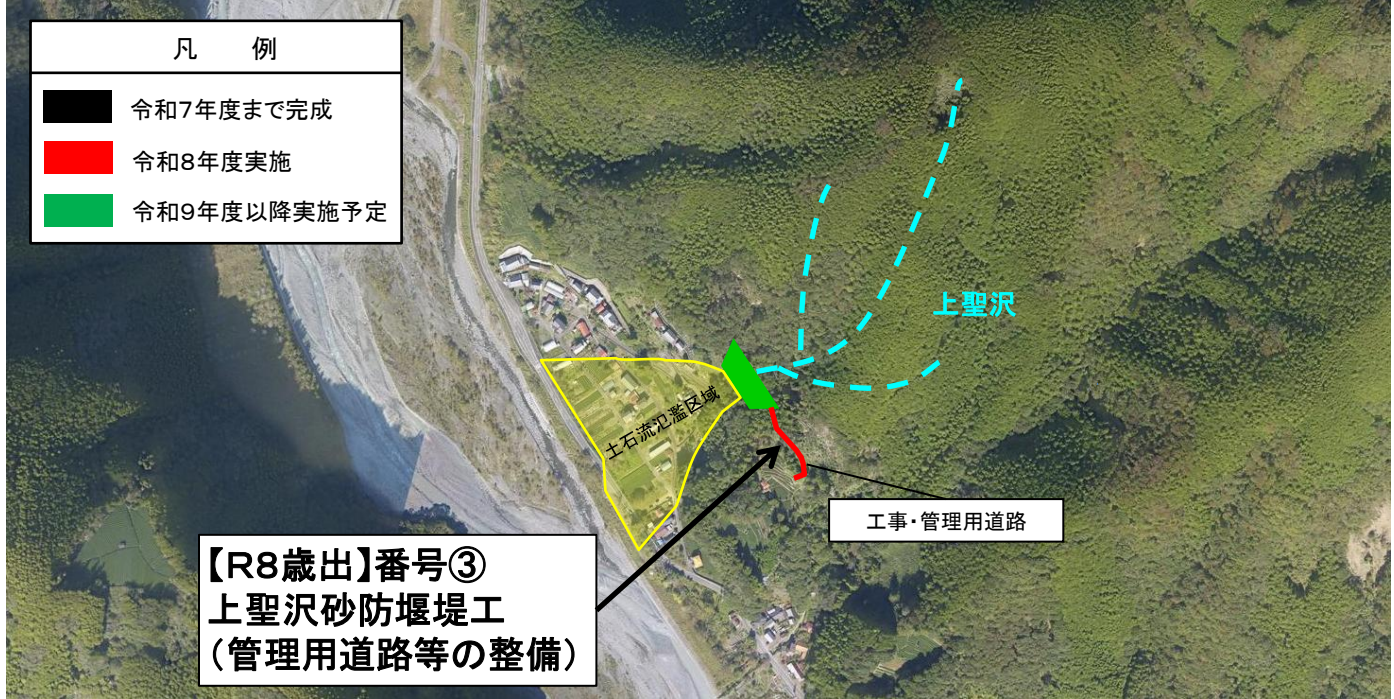 凡　例
令和7年度まで完成
令和8年度実施
令和9年度以降実施予定
上聖沢
土石流氾濫区域
工事・管理用道路
【R8歳出】番号③
上聖沢砂防堰堤工
（管理用道路等の整備）